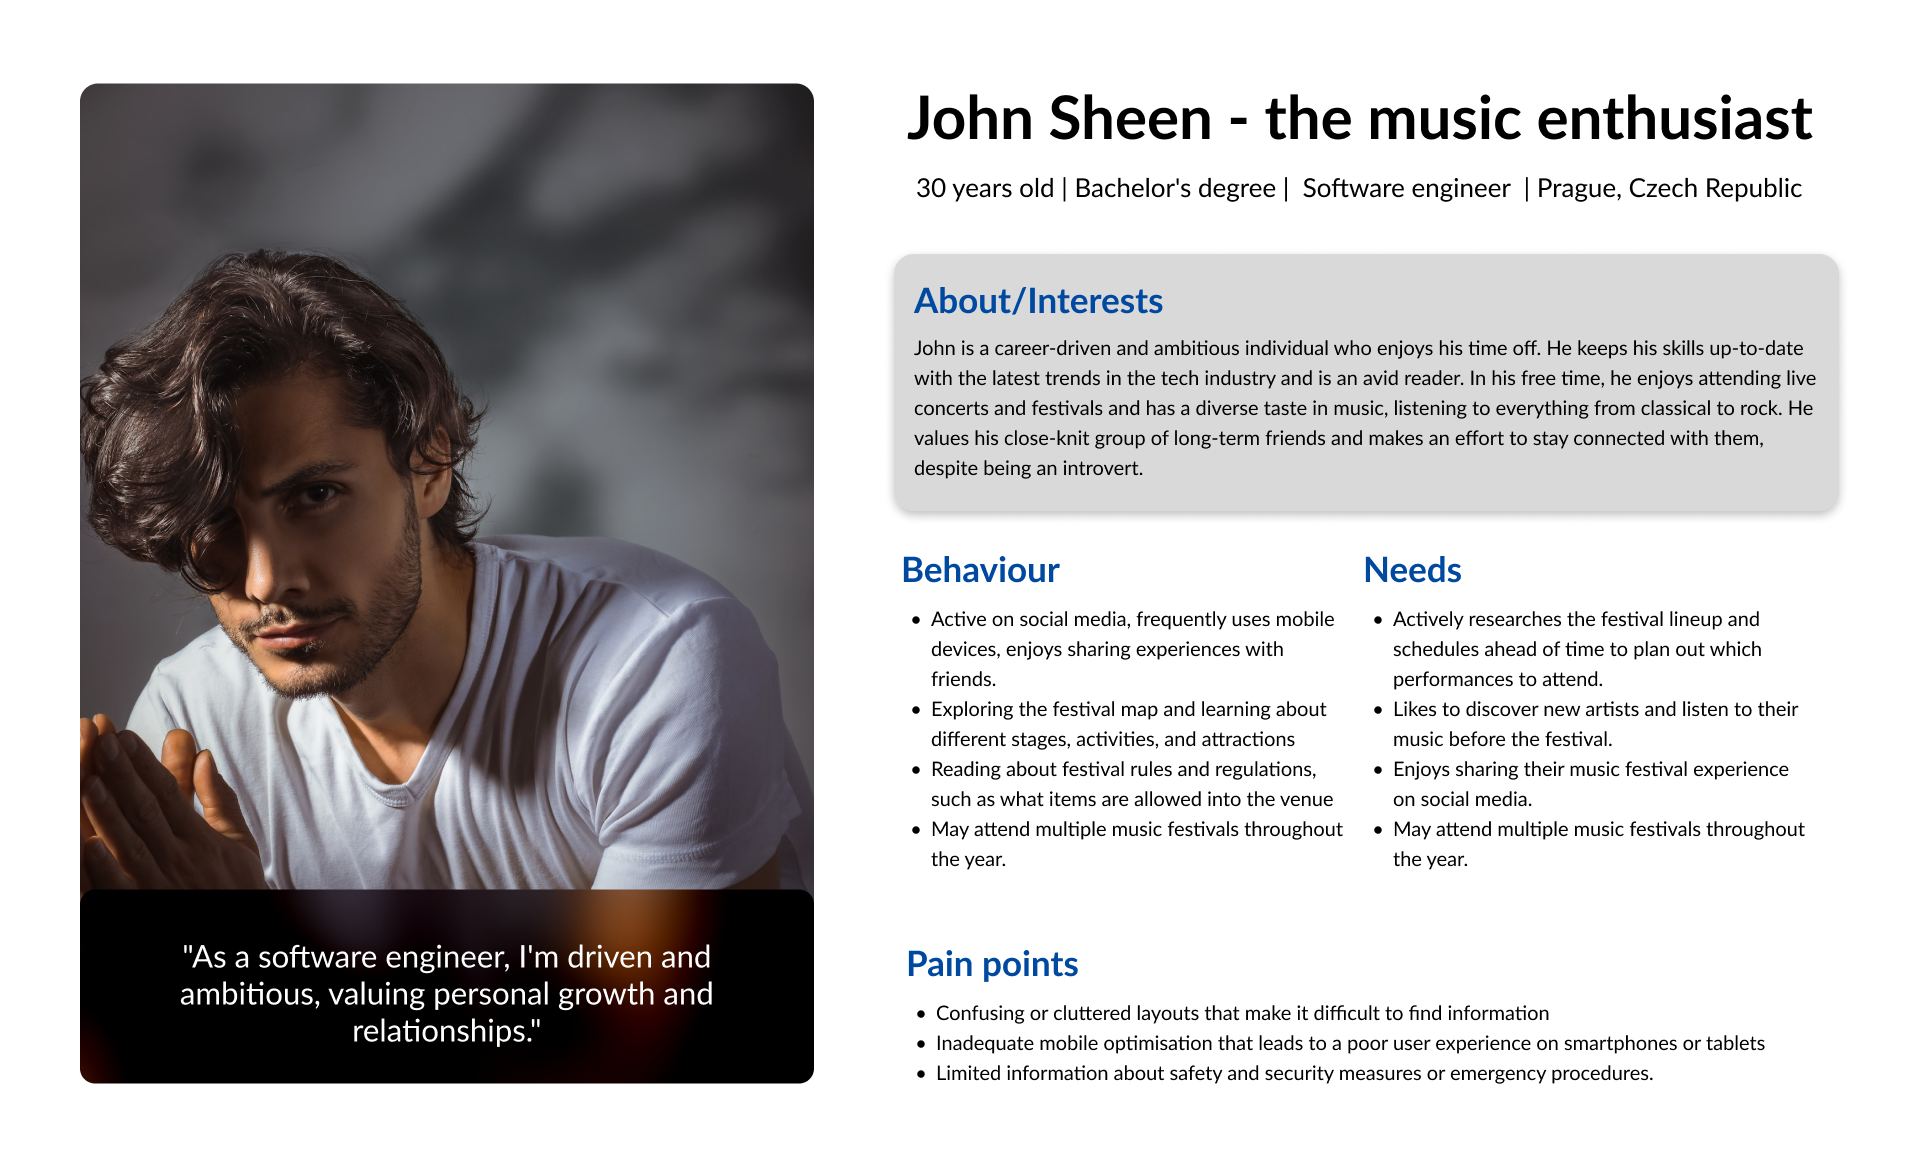 John Sheen - the music enthusiast
30 years old | Bachelor's degree | Software engineer | Prague, Czech Republic
About/Interests
John is a career-driven and ambitious individual who enjoys his time off. He keeps his skills up-to-date
with the latest trends in the tech industry and is an avid reader. In his free time, he enjoys attending live
concerts and festivals and has a diverse taste in music, listening to everything from classical to rock. He
values his close-knit group of long-term friends and makes an effort to stay connected with them,
despite being an introvert.
Behaviour
• Active on social media, frequently uses mobile
devices, enjoys sharing experiences with
friends.
• Exploring the festival map and learning about
different stages, activities, and attractions
• Reading about festival rules and regulations,
such as what items are allowed into the venue
• May attend multiple music festivals throughout
the year.
Needs
• Actively researches the festival lineup and
schedules ahead of time to plan out which
performances to attend.
• Likes to discover new artists and listen to their
music before the festival.
• Enjoys sharing their music festival experience
on social media.
• May attend multiple music festivals throughout
the year.
Pain points
• Confusing or cluttered layouts that make it difficult to find information
• Inadequate mobile optimisation that leads to a poor user experience on smartphones or tablets
• Limited information about safety and security measures or emergency procedures.
"As a software engineer, I'm driven and
ambitious, valuing personal growth and
relationships."